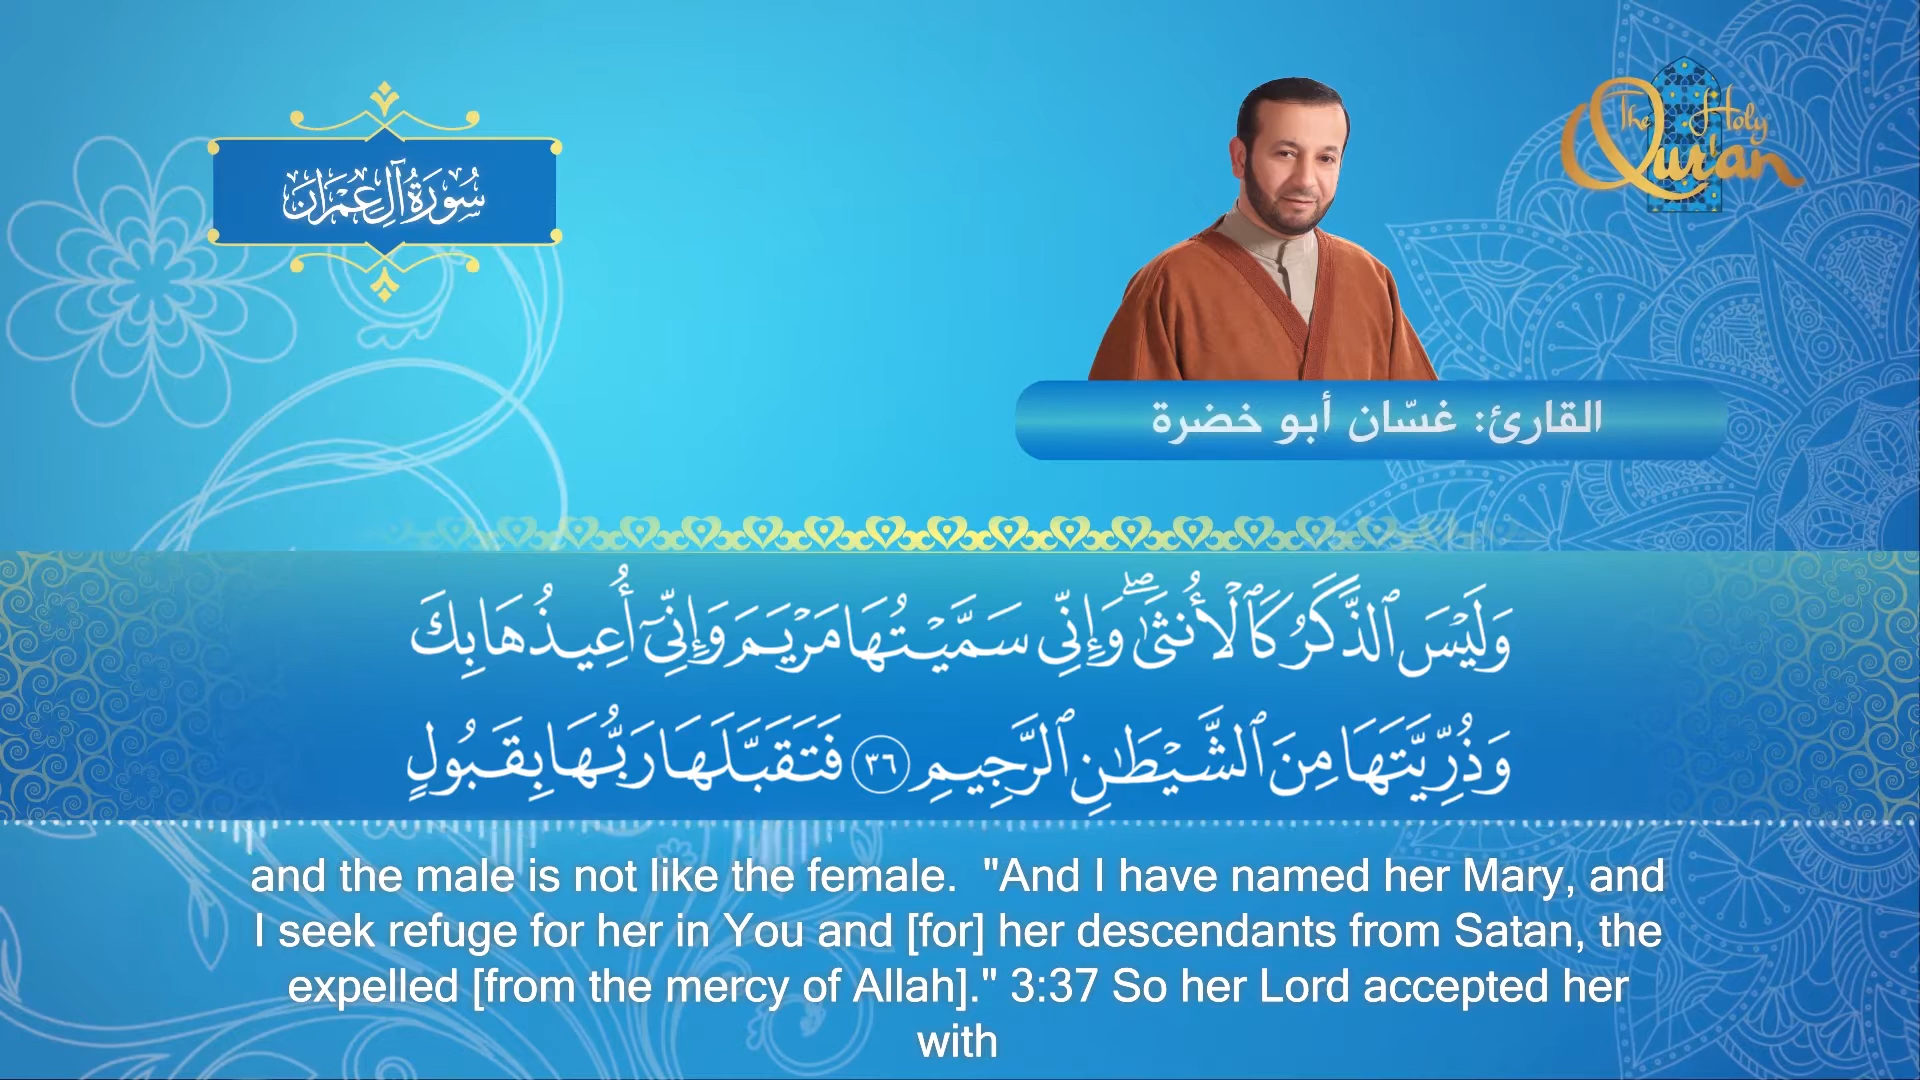 سُورَةُ آلِ عِمْرَانَ
The Holy
Qur'an
القارئ: غسّان أبو خضرة
وَلَيْسَ ٱلذَّكَرُ كَٱلْأُنثَىٰ ۖ وَإِنِّى سَمَّيْتُهَا مَرْيَمَ وَإِنِّىٓ أُعِيذُهَا بِكَ
وَذُرِّيَّتَهَا مِنَ ٱلشَّيْطَٰنِ ٱلرَّجِيمِ ٣٦ فَتَقَبَّلَهَا رَبُّهَا بِقَبُولٍ
and the male is not like the female.  "And I have named her Mary, and
I seek refuge for her in You and [for] her descendants from Satan, the
expelled [from the mercy of Allah]." 3:37 So her Lord accepted her
with